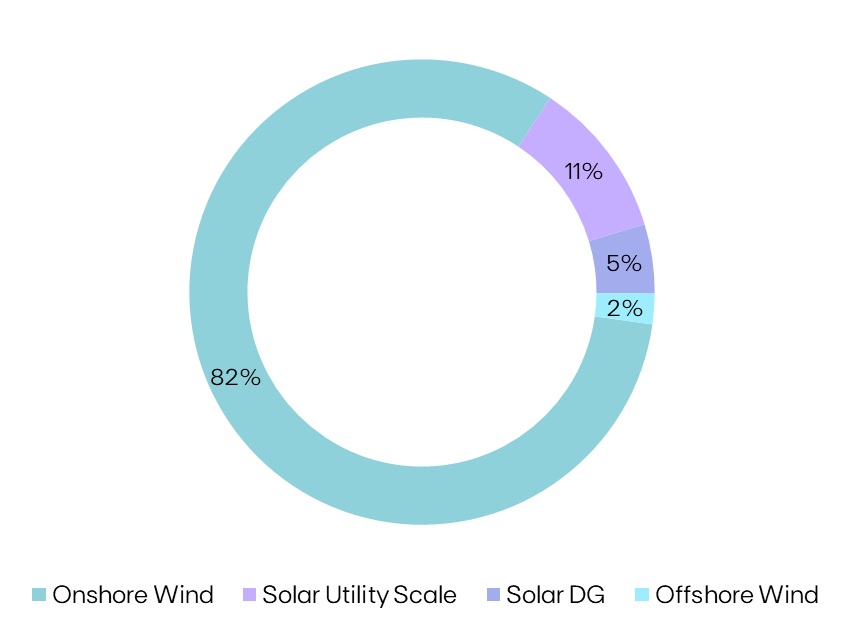 11%
5%
2%
82%
Onshore Wind Solar Utility Scale Solar DG Offshore Wind